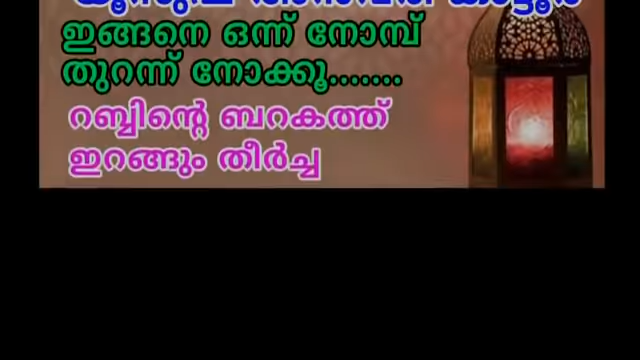 ഇങ്ങനെ ഒന്ന് നോമ്പ്
തുറന്ന് നോക്കൂ.......
റബ്ബിന്റെ ബറകത്ത്
ഇറങ്ങും തീർച്ച